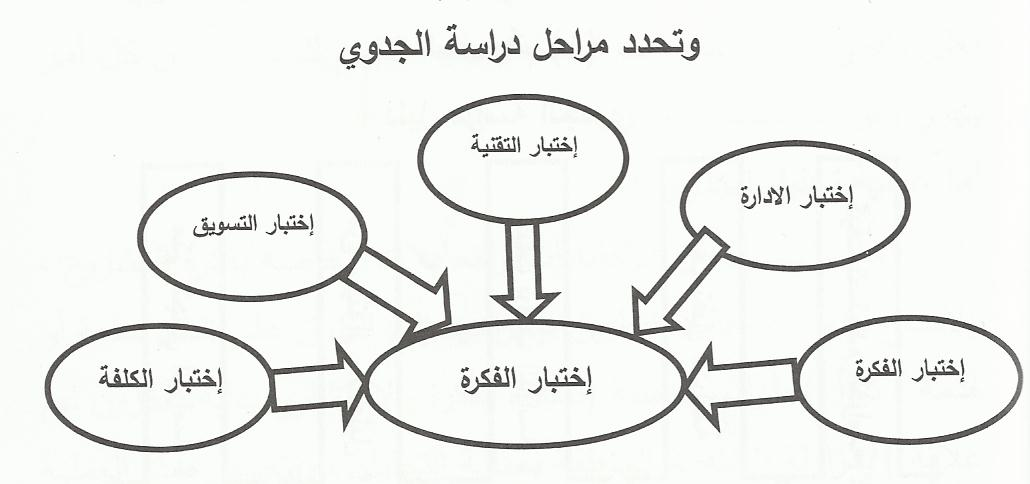 وتحدد مراحل دراسة الجدوي
إختبار التقنية
إختبار الادارة
إختبار التسويق
إختبار الفكرة
إختبار الفكرة
إختبار الكلفة